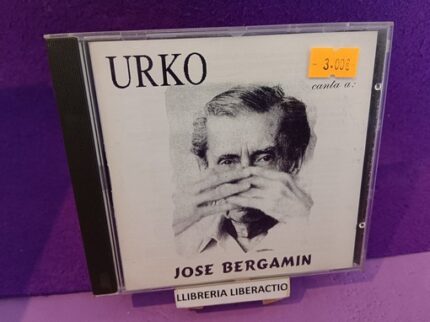 URKO
3.00€
canta a:
JOSE BERGAMIN
LLIBRERIA LIBERACTIO